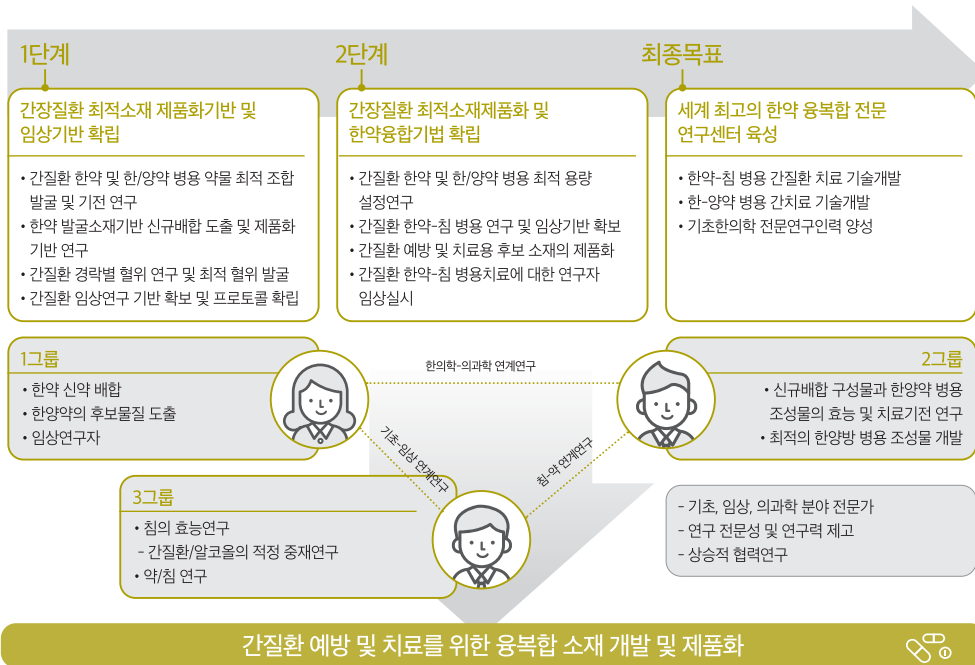 1단계
간장질환 최적소재 제품화기반 및
임상기반 확립
• 간질환 한약 및 한/양약 병용 약물 최적 조합
발굴 및 기전 연구
• 한약 발굴소재기반 신규배합 도출 및 제품화
기반 연구
• 간질환 경락별 혈위 연구 및 최적 혈위 발굴
• 간질환 임상연구 기반 확보 및 프로토콜 확립
2단계
간장질환 최적소재제품화 및
한약융합기법 확립
• 간질환 한약 및 한/양약 병용 최적 용량
설정연구
• 간질환 한약-침 병용 연구 및 임상기반 확보
• 간질환 예방 및 치료용 후보 소재의 제품화
• 간질환 한약-침 병용치료에 대한 연구자
임상실시
최종목표
세계 최고의 한약 융복합 전문
연구센터 육성
• 한약-침 병용 간질환 치료 기술개발
• 한-양약 병용 간치료 기술개발
• 기초한의학 전문연구인력 양성
1그룹
• 한약 신약 배합
• 한양약의 후보물질 도출
• 임상연구자
한의학-의과학 연계연구
2그룹
• 신규배합 구성물과 한양약 병용
조성물의 효능 및 치료기전 연구
• 최적의 한양방 병용 조성물 개발
기초-임상 연계연구
침-약 연계연구
3그룹
• 침의 효능연구
- 간질환/알코올의 적정 중재연구
• 약/침 연구
- 기초, 임상, 의과학 분야 전문가
- 연구 전문성 및 연구력 제고
- 상승적 협력연구
간질환 예방 및 치료를 위한 융복합 소재 개발 및 제품화